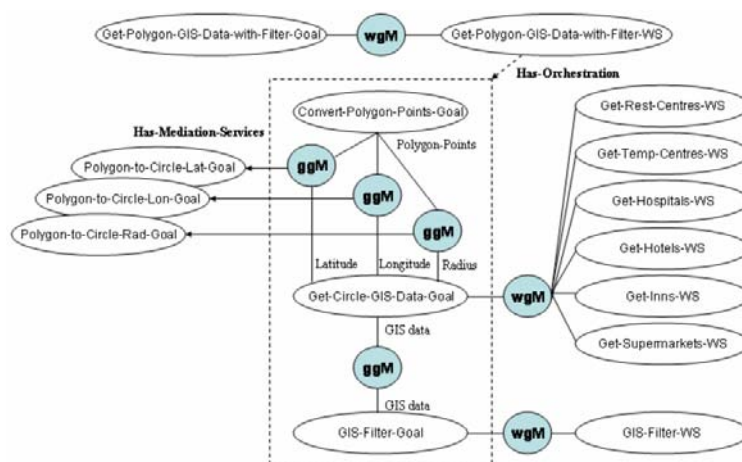 Get-Polygon-GIS-Data-with-Filter-Goal
wgM
Get-Polygon-GIS-Data-with-Filter-WS
Has-Orchestration
Convert-Polygon-Points-Goal
Get-Rest-Centres-WS
Has-Mediation-Services
Polygon-Points
ggM
Polygon-to-Circle-Lat-Goal
Get-Temp-Centres-WS
ggM
Polygon-to-Circle-Lon-Goal
Get-Hospitals-WS
ggM
Polygon-to-Circle-Rad-Goal
Get-Hotels-WS
Latitude
Longitude
Radius
Get-Circle-GIS-Data-Goal
wgM
Get-Inns-WS
GIS data
Get-Supermarkets-WS
ggM
GIS data
GIS-Filter-Goal
wgM
GIS-Filter-WS